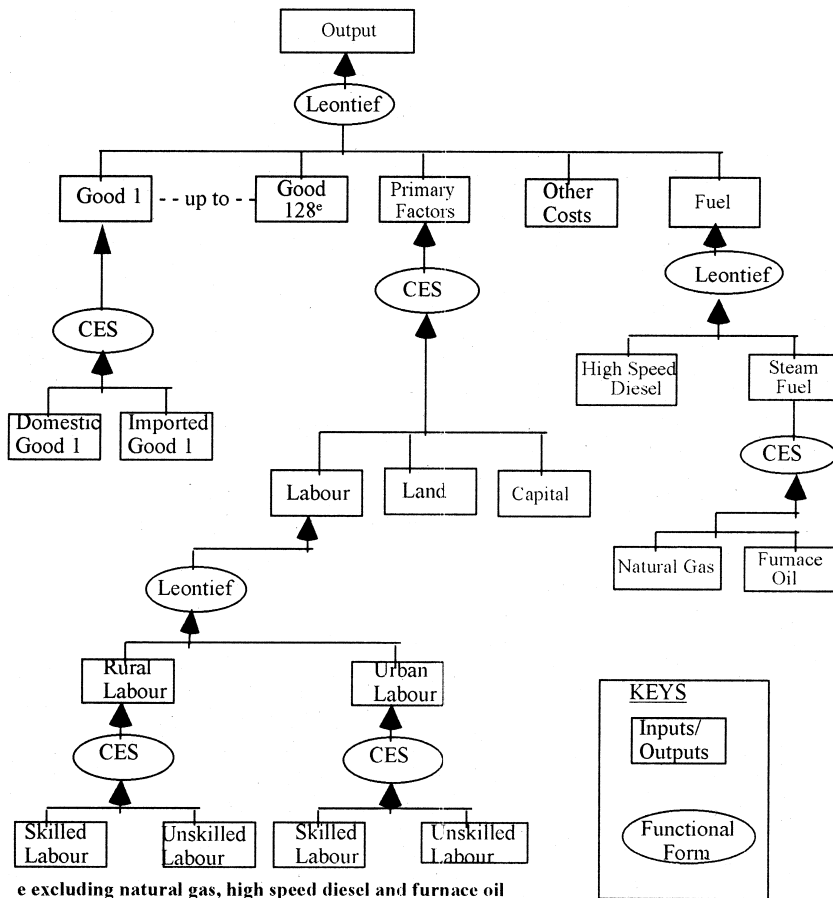 Output
Leontief
Good 1
- - up to - -
Good
128ᵉ
Primary
Factors
Other
Costs
Fuel
CES
CES
Leontief
High Speed
Diesel
Steam
Fuel
Domestic
Good 1
Imported
Good 1
CES
Labour
Land
Capital
Natural Gas
Furnace
Oil
Leontief
Rural
Labour
Urban
Labour
CES
CES
Skilled
Labour
Unskilled
Labour
Skilled
Labour
Unskilled
Labour
KEYS
Inputs/
Outputs
Functional
Form
e excluding natural gas, high speed diesel and furnace oil